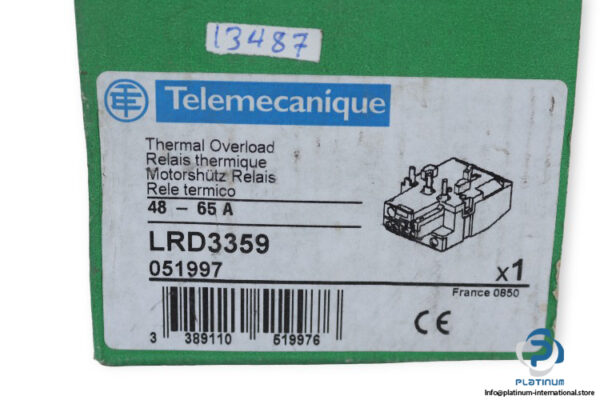 13487
Telemecanique
Thermal Overload
Relais thermique
Motorshütz Relais
Rele termico
48 - 65 A
LRD3359
051997
x1
France 0850
3 389110 519976
CE
PLATINUM
Info@platinum-international.store